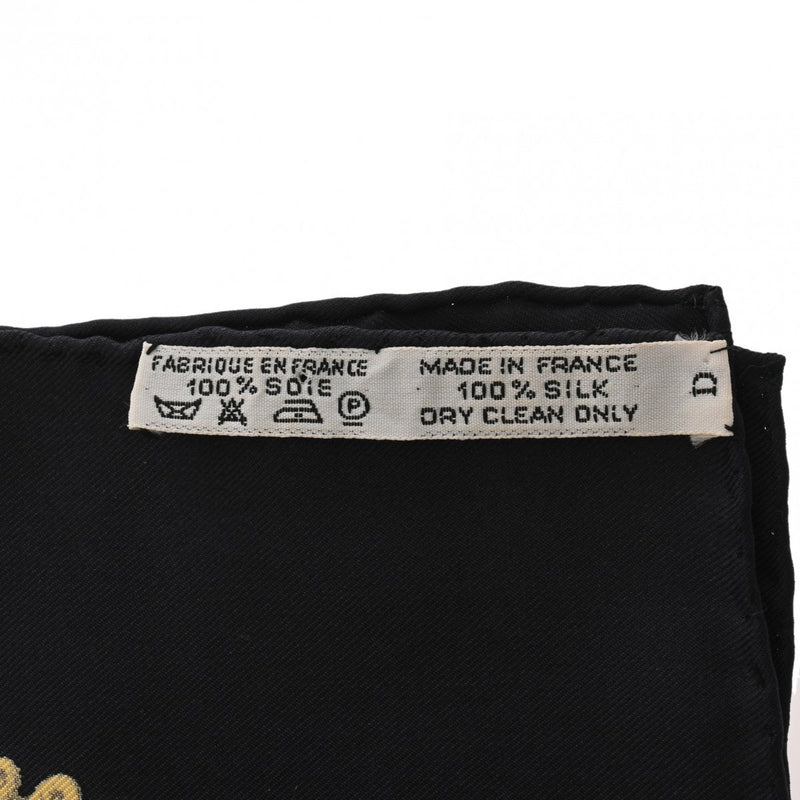 FABRIQUE EN FRANCE
100% SOIE
P
MADE IN FRANCE
100% SILK
DRY CLEAN ONLY
D